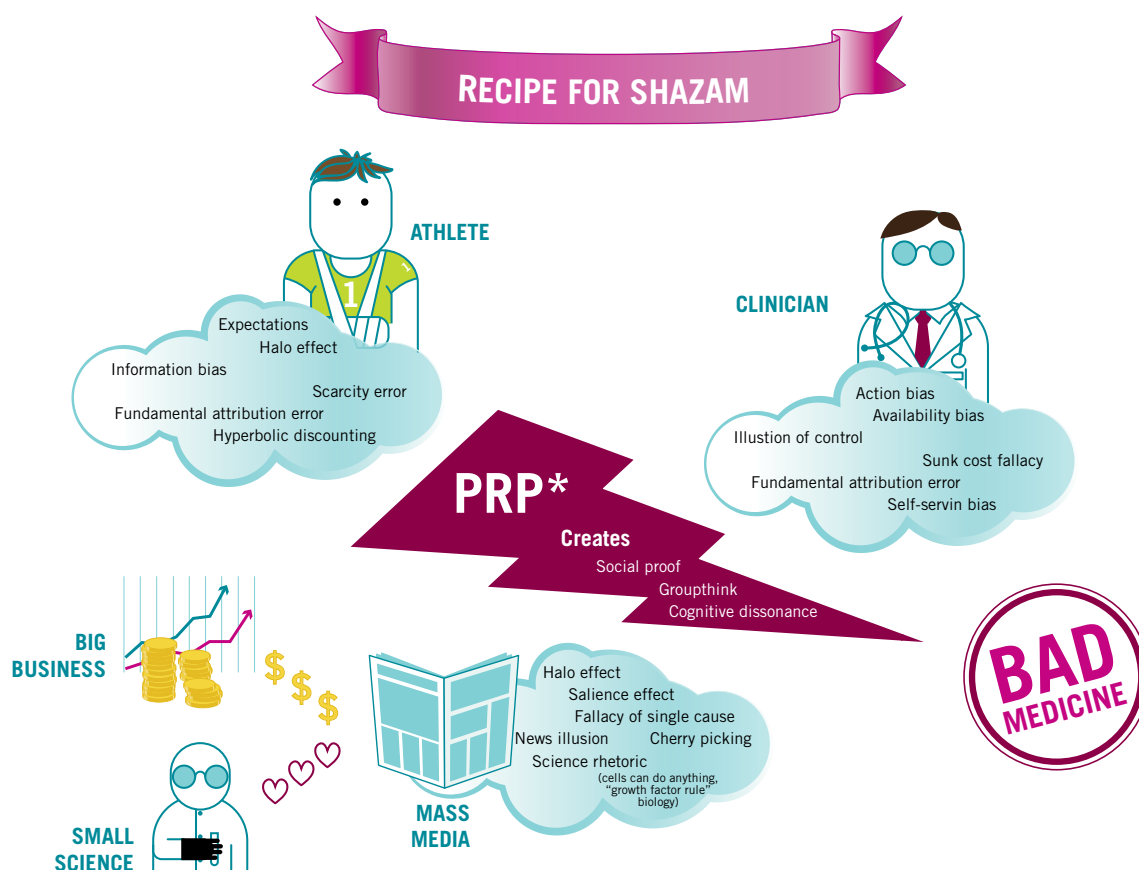 RECIPE FOR SHAZAM
ATHLETE
1
1
Expectations
Halo effect
Information bias
Scarcity error
Fundamental attribution error
Hyperbolic discounting
CLINICIAN
Action bias
Availability bias
Illustion of control
Sunk cost fallacy
Fundamental attribution error
Self-servin bias
PRP*
Creates
Social proof
Groupthink
Cognitive dissonance
BIG
BUSINESS
$
$
$
Halo effect
Salience effect
Fallacy of single cause
News illusion
Cherry picking
Science rhetoric
(cells can do anything,
"growth factor rule"
biology)
MASS
MEDIA
SMALL
SCIENCE
BAD
MEDICINE